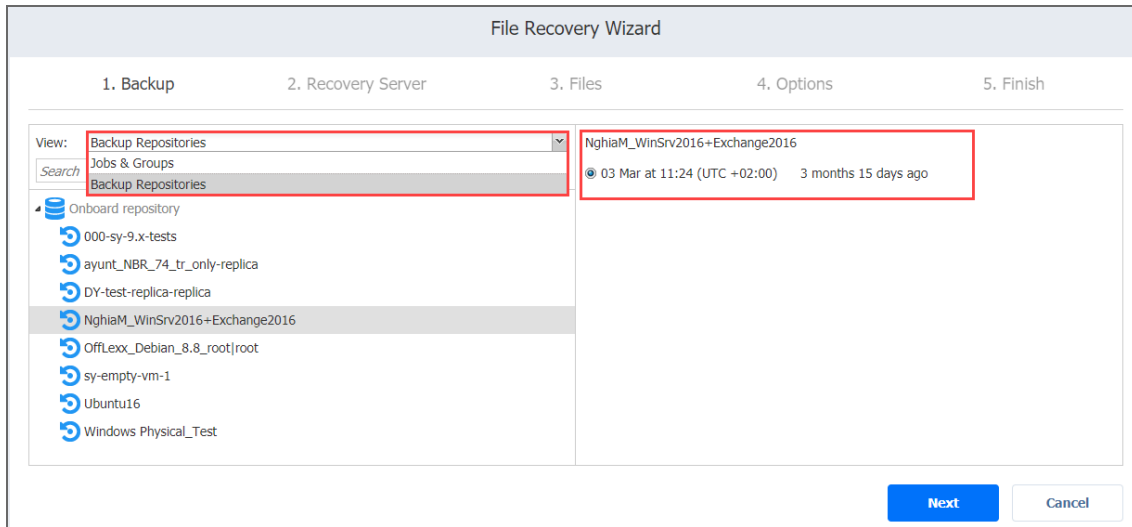 File Recovery Wizard
1. Backup 2. Recovery Server 3. Files 4. Options 5. Finish
View: Backup Repositories
Jobs & Groups
Search
Backup Repositories
Onboard repository
000-sy-9.x-tests
ayunt_NBR_74_tr_only-replica
DY-test-replica-replica
NghiaM_WinSrv2016+Exchange2016
OffLexx_Debian_8.8_root|root
sy-empty-vm-1
Ubuntu16
Windows Physical_Test
NghiaM_WinSrv2016+Exchange2016
03 Mar at 11:24 (UTC +02:00) 3 months 15 days ago
Next Cancel